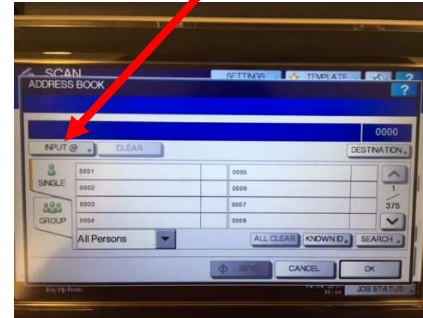 SCAN SETTINGS TEMPLATE ?
ADDRESS BOOK ?
0000
INPUT @ CLEAR DESTINATION
SINGLE 0001 0005
0002 0006 1
GROUP 0003 0007 375
0004 0008
All Persons ALL CLEAR KNOWN ID SEARCH
SEND CANCEL OK
JOB STATUS